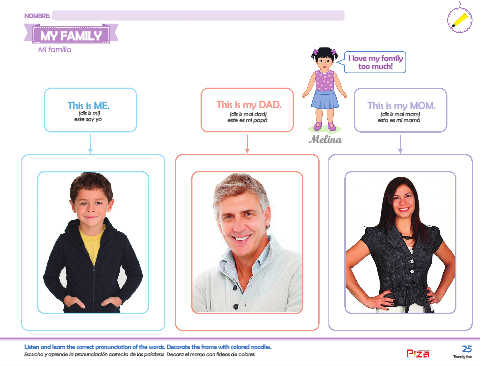 NOMBRE:
MY FAMILY
Mi familia
I love my family
too much!
Melina
This is ME.
(dis is mi)
este soy yo
This is my DAD.
(dis is mai dad)
este es mi papá
This is my MOM.
(dis is mai mom)
esta es mi mamá
Listen and learn the correct pronunciation of the words. Decorate the frame with colored noodles.
Escucha y aprende la pronunciación correcta de las palabras. Decora el marco con fideos de colores.
25
Twenty five